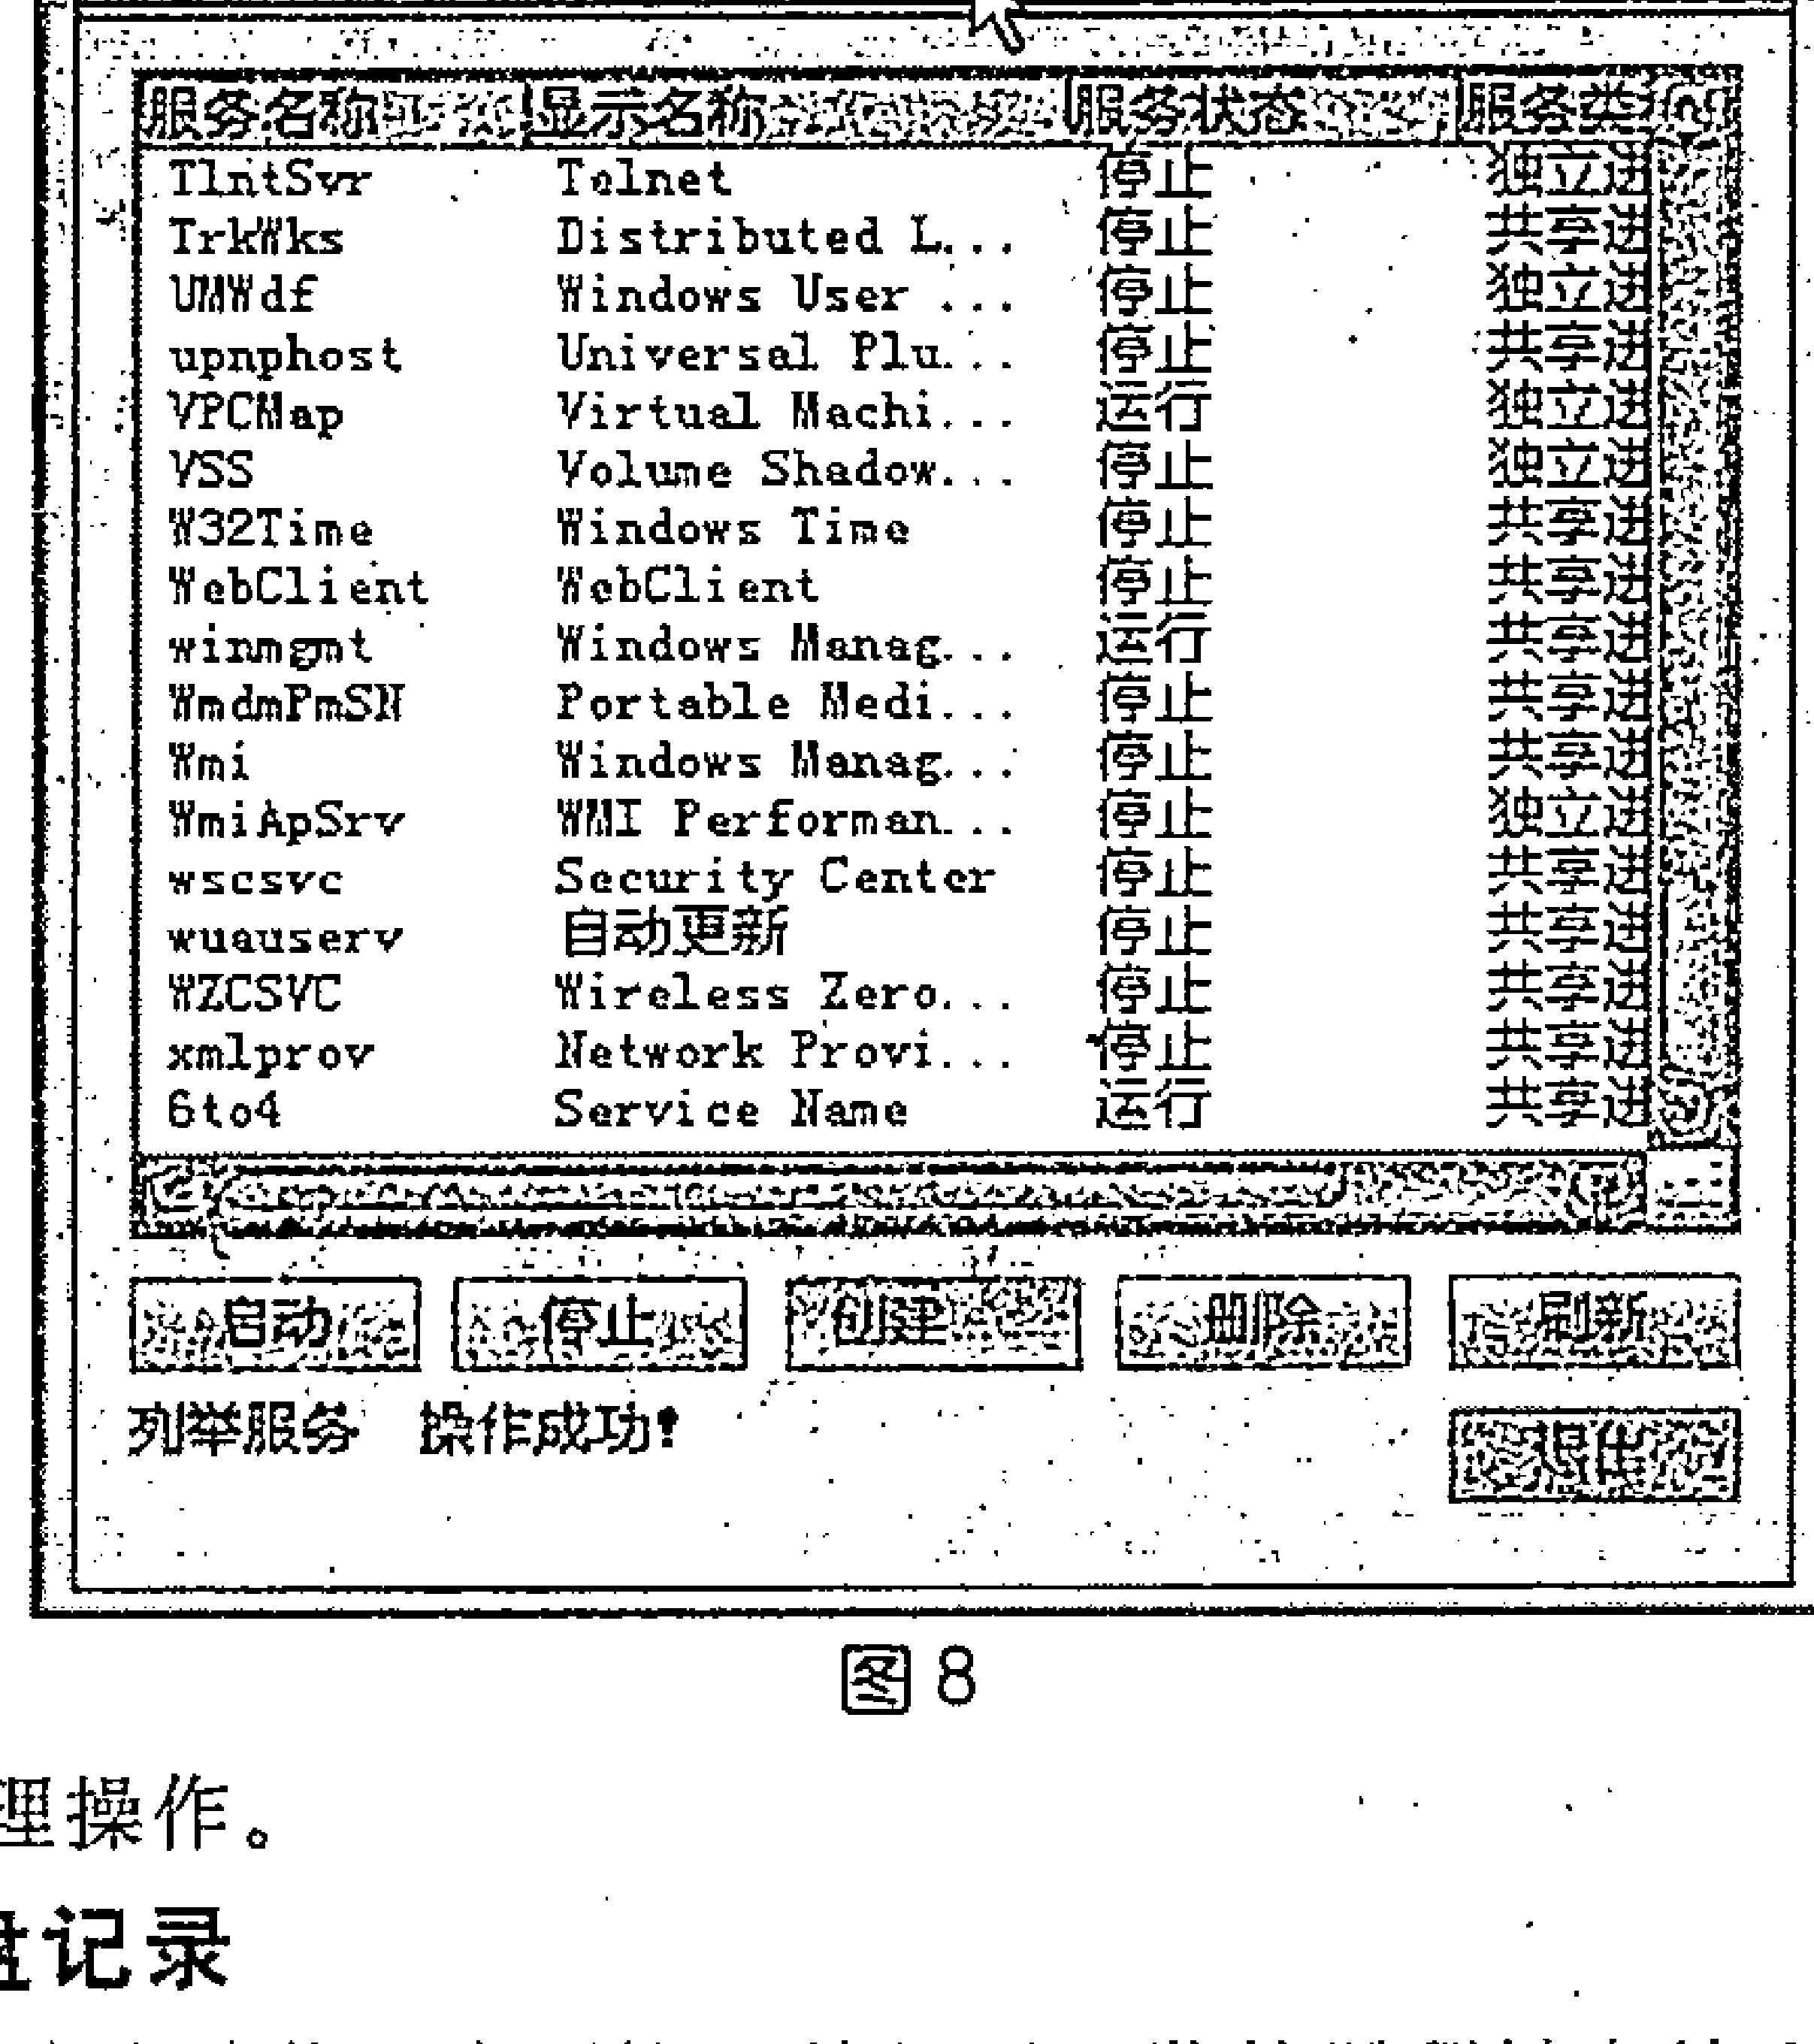 服务名称 显示名称 服务状态 服务类
TlntSvr Telnet 停止 独立进
TrkWks Distributed L... 停止 共享进
UMWdf Windows User ... 停止 独立进
upnphost Universal Plu... 停止 共享进
VPCMap Virtual Machi... 运行 独立进
VSS Volume Shadow... 停止 独立进
W32Time Windows Time 停止 共享进
WebClient WebClient 停止 共享进
winmgmt Windows Manag... 运行 共享进
WmdmPmSN Portable Medi... 停止 共享进
Wmi Windows Manag... 停止 共享进
WmiApSrv WMI Performan... 停止 独立进
wscsvc Security Center 停止 共享进
wuauserv 自动更新 停止 共享进
WZCSVC Wireless Zero... 停止 共享进
xmlprov Network Provi... 停止 共享进
6to4 Service Name 运行 共享进
启动 停止 创建 删除 刷新
列举服务 操作成功!
退出
图 8
理操作。
盘记录